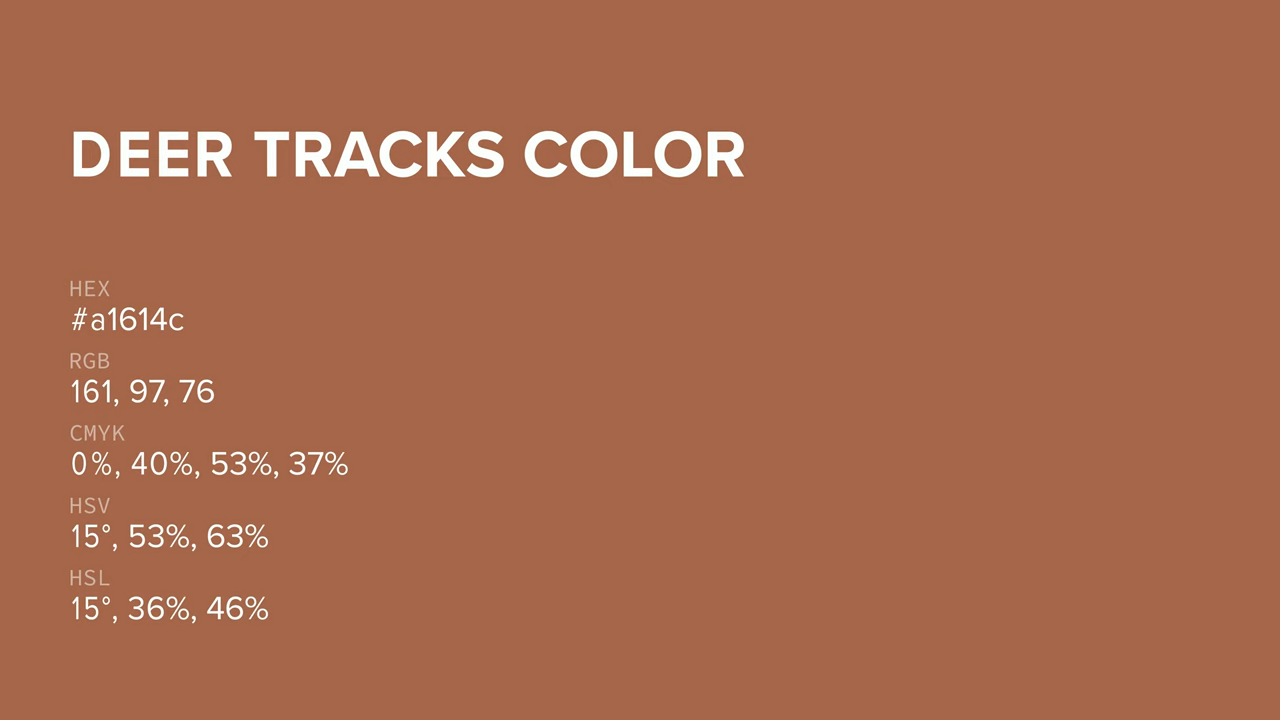 DEER TRACKS COLOR
HEX
#a1614c
RGB
161, 97, 76
CMYK
0%, 40%, 53%, 37%
HSV
15°, 53%, 63%
HSL
15°, 36%, 46%